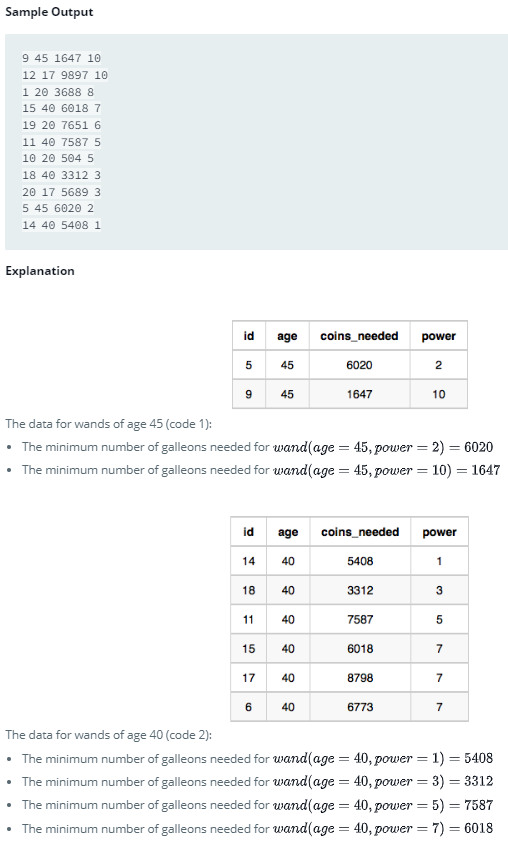 Sample Output
9 45 1647 10
12 17 9897 10
1 20 3688 8
15 40 6018 7
19 20 7651 6
11 40 7587 5
10 20 504 5
18 40 3312 3
20 17 5689 3
5 45 6020 2
14 40 5408 1
Explanation
id age coins_needed power
5 45 6020 2
9 45 1647 10
The data for wands of age 45 (code 1):
• The minimum number of galleons needed for wand(age = 45, power = 2) = 6020
• The minimum number of galleons needed for wand(age = 45, power = 10) = 1647
id age coins_needed power
14 40 5408 1
18 40 3312 3
11 40 7587 5
15 40 6018 7
17 40 8798 7
6 40 6773 7
The data for wands of age 40 (code 2):
• The minimum number of galleons needed for wand(age = 40, power = 1) = 5408
• The minimum number of galleons needed for wand(age = 40, power = 3) = 3312
• The minimum number of galleons needed for wand(age = 40, power = 5) = 7587
• The minimum number of galleons needed for wand(age = 40, power = 7) = 6018